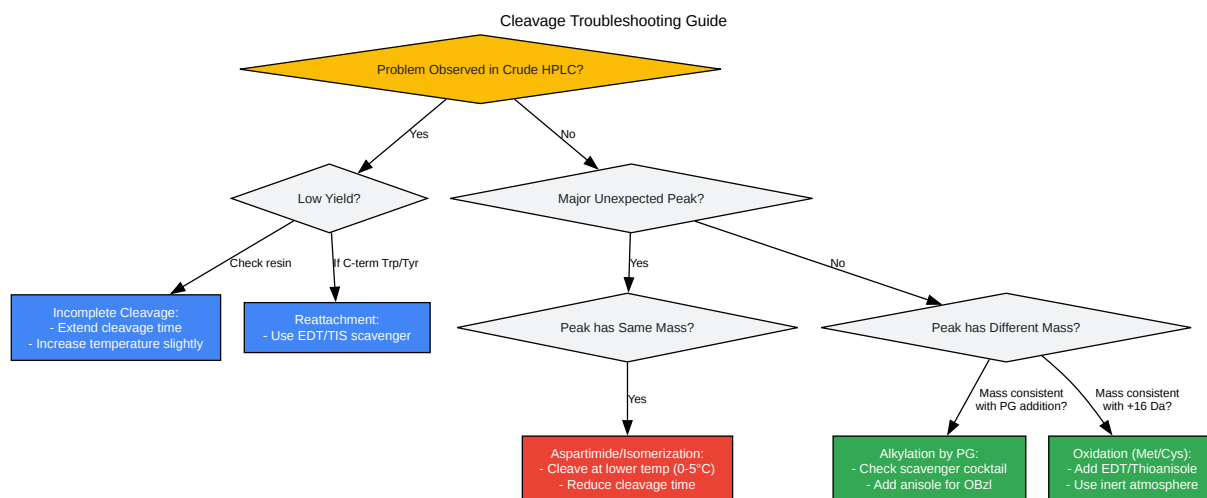 Cleavage Troubleshooting Guide
Problem Observed in Crude HPLC?
Yes
No
Low Yield?
Major Unexpected Peak?
Check resin
If C-term Trp/Tyr
Yes
No
Incomplete Cleavage:
- Extend cleavage time
- Increase temperature slightly
Reattachment:
- Use EDT/TIS scavenger
Peak has Same Mass?
Peak has Different Mass?
Yes
Mass consistent
with PG addition?
Mass consistent
with +16 Da?
Aspartimide/Isomerization:
- Cleave at lower temp (0-5°C)
- Reduce cleavage time
Alkylation by PG:
- Check scavenger cocktail
- Add anisole for OBzl
Oxidation (Met/Cys):
- Add EDT/Thioanisole
- Use inert atmosphere